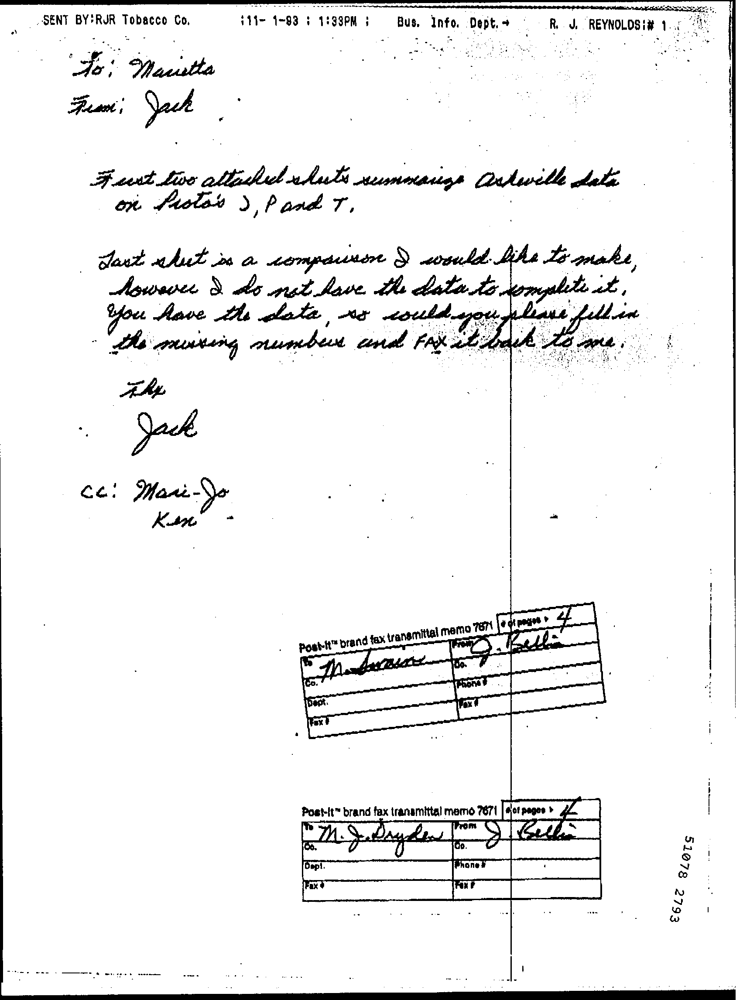 SENT BY:RJR Tobacco Co. ;11- 1-93 ; 1:33PM ; Bus. Info. Dept.→ R. J. REYNOLDS;# 1
To: Marietta
From: Jack
First two attached sheets summarize Asheville data
on Proto's J, P and T.
Last sheet is a comparison I would like to make,
however I do not have the data to complete it.
You have the data, so would you please fill in
the missing numbers and FAX it back to me.
Thx
Jack
cc: Mari-Jo
Ken
Post-It™ brand fax transmittal memo 7671 # of pages › 4
To M. Swain From J. Bellis
Co. Co.
Dept. Phone #
Fax # Fax #
Post-It™ brand fax transmittal memo 7671 # of pages › 4
To M. J. Dryden From J. Bellis
Co. Co.
Dept. Phone #
Fax # Fax #
51078 2793